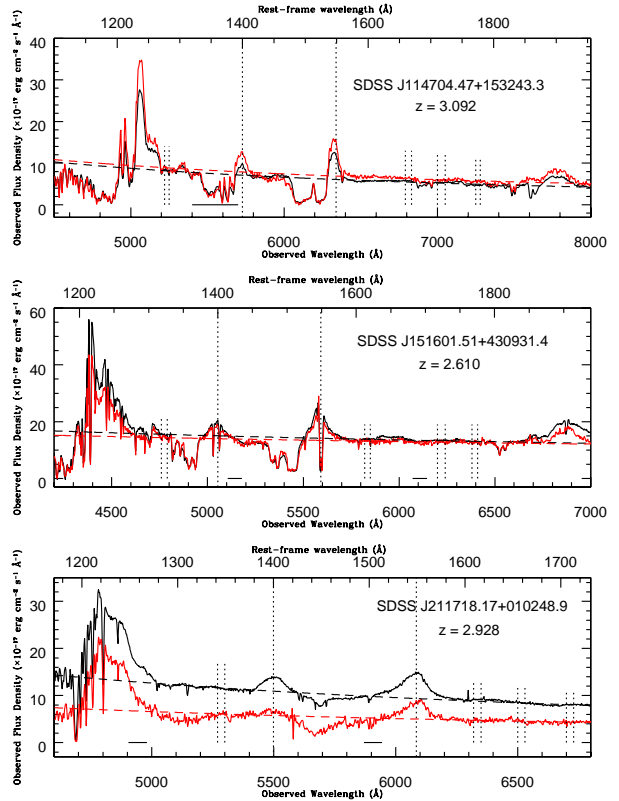 Rest-frame wavelength (Å)
1200 1400 1600 1800
40
30
20
10
0
Observed Flux Density (×10⁻¹⁷ erg cm⁻² s⁻¹ Å⁻¹)
SDSS J114704.47+153243.3
z = 3.092
5000 6000 7000 8000
Observed Wavelength (Å)
Rest-frame wavelength (Å)
1200 1400 1600 1800
60
40
20
0
Observed Flux Density (×10⁻¹⁷ erg cm⁻² s⁻¹ Å⁻¹)
SDSS J151601.51+430931.4
z = 2.610
4500 5000 5500 6000 6500 7000
Observed Wavelength (Å)
Rest-frame wavelength (Å)
1200 1300 1400 1500 1600 1700
30
20
10
0
Observed Flux Density (×10⁻¹⁷ erg cm⁻² s⁻¹ Å⁻¹)
SDSS J211718.17+010248.9
z = 2.928
5000 5500 6000 6500
Observed Wavelength (Å)